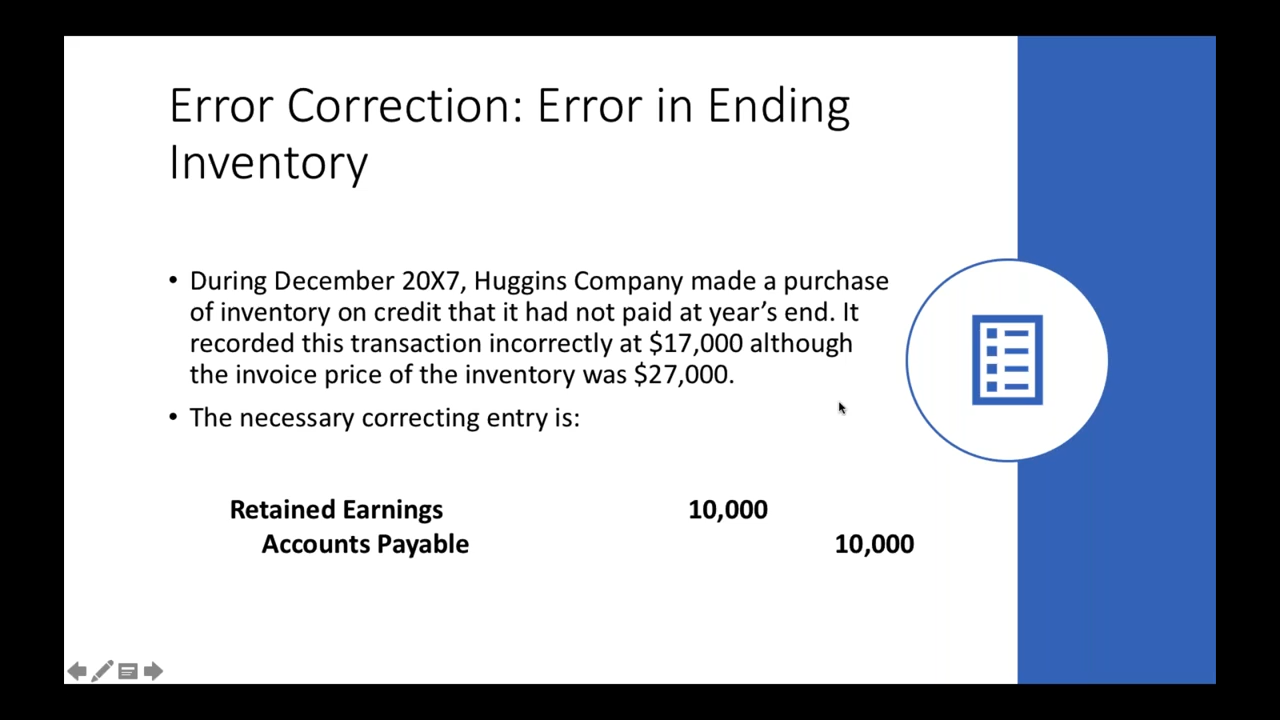 Error Correction: Error in Ending
Inventory
• During December 20X7, Huggins Company made a purchase
of inventory on credit that it had not paid at year’s end. It
recorded this transaction incorrectly at $17,000 although
the invoice price of the inventory was $27,000.
• The necessary correcting entry is:
Retained Earnings 10,000
Accounts Payable 10,000